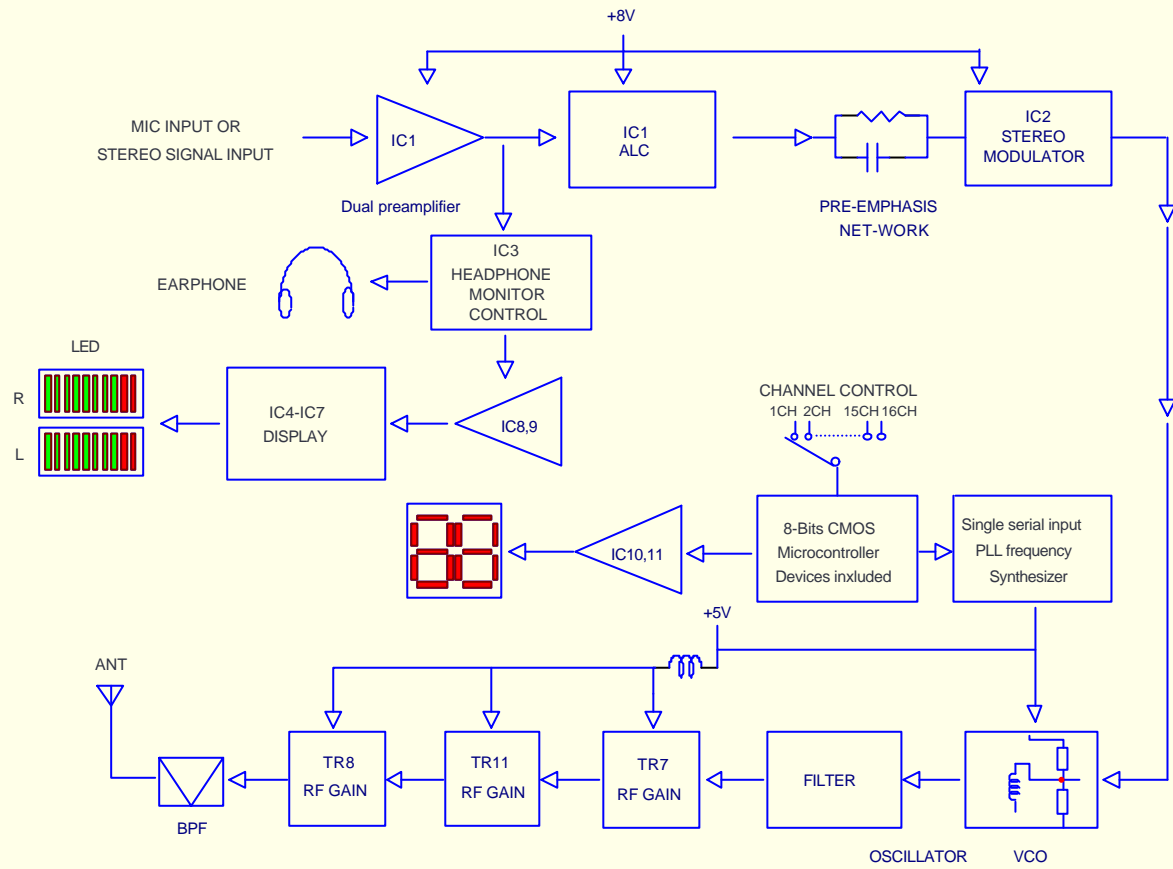 +8V
MIC INPUT OR
STEREO SIGNAL INPUT
IC1
Dual preamplifier
IC1
ALC
PRE-EMPHASIS
NET-WORK
IC2
STEREO
MODULATOR
EARPHONE
IC3
HEADPHONE
MONITOR
CONTROL
LED
R
L
IC4-IC7
DISPLAY
IC8,9
CHANNEL CONTROL
1CH 2CH 15CH 16CH
IC10,11
8-Bits CMOS
Microcontroller
Devices inxluded
Single serial input
PLL frequency
Synthesizer
+5V
ANT
BPF
TR8
RF GAIN
TR11
RF GAIN
TR7
RF GAIN
FILTER
OSCILLATOR VCO